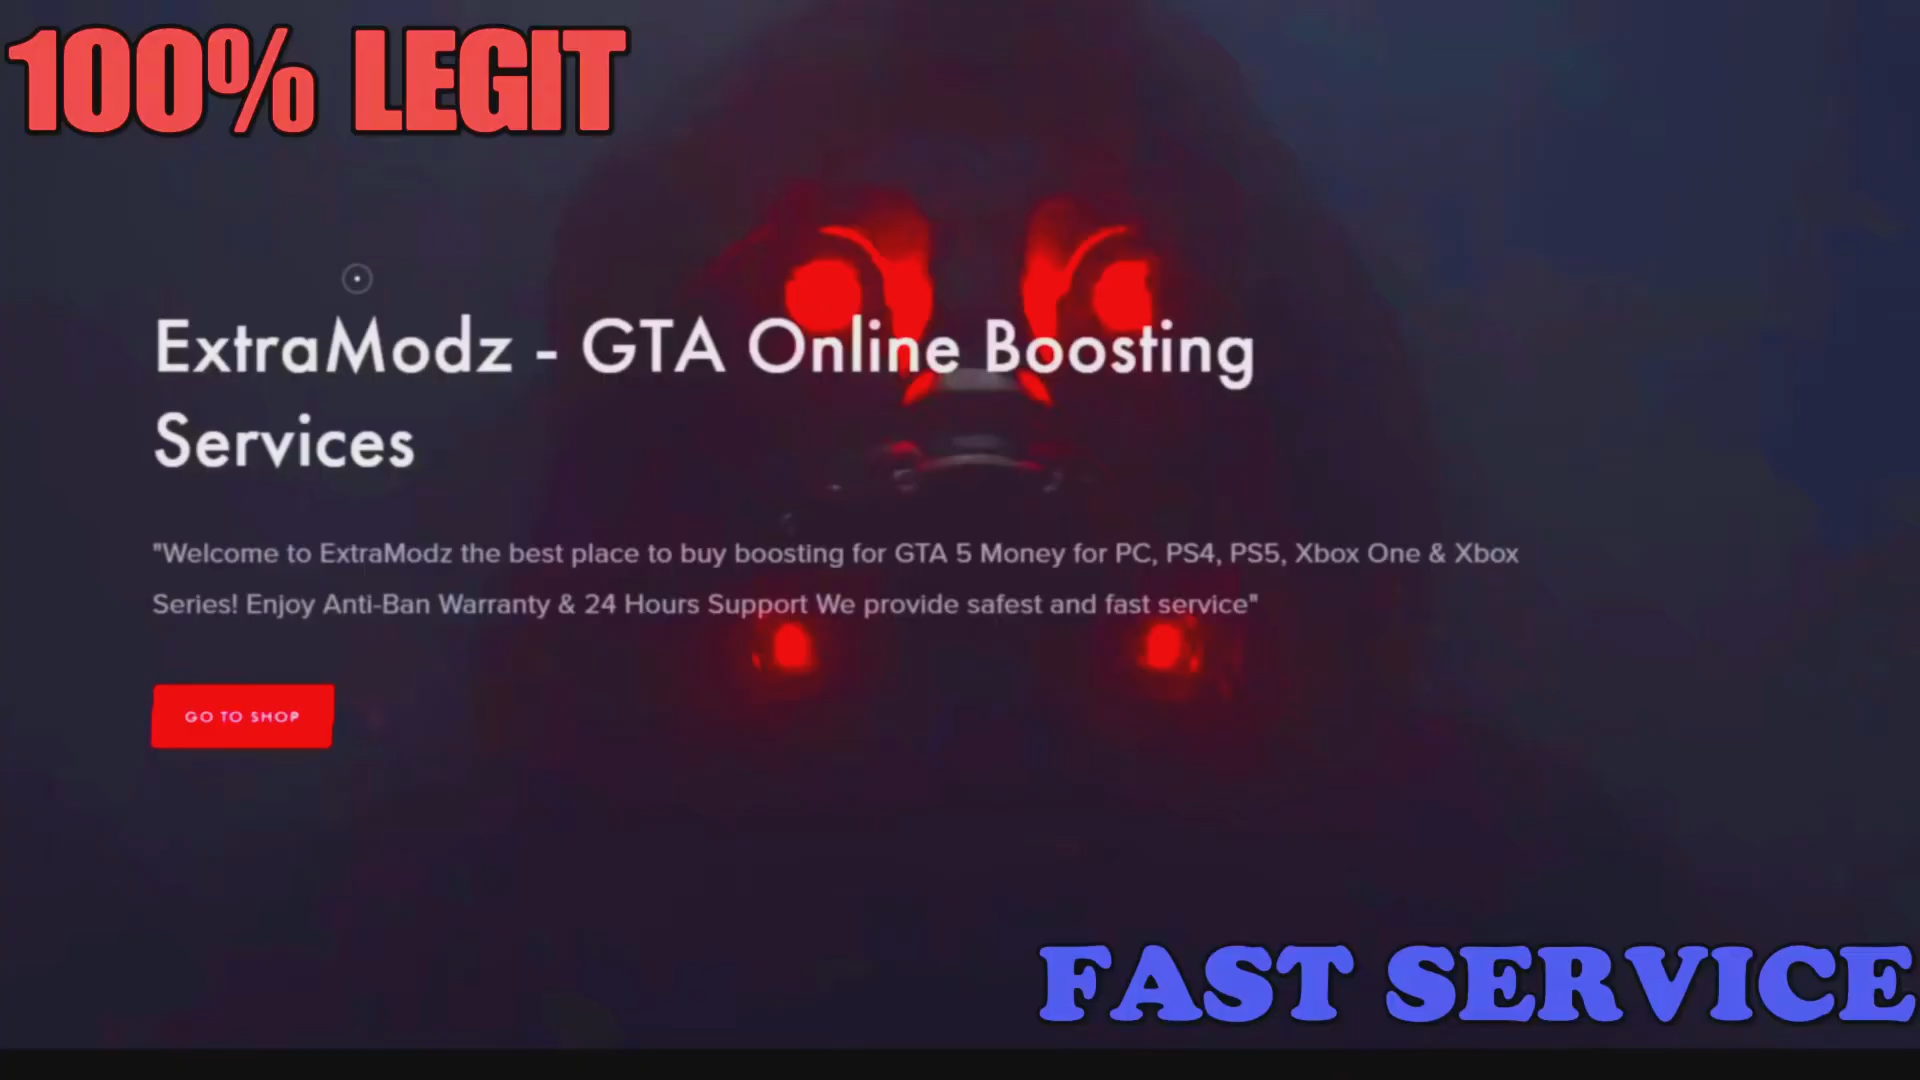 100% LEGIT
ExtraModz - GTA Online Boosting
Services
"Welcome to ExtraModz the best place to buy boosting for GTA 5 Money for PC, PS4, PS5, Xbox One & Xbox
Series! Enjoy Anti-Ban Warranty & 24 Hours Support We provide safest and fast service"
GO TO SHOP
FAST SERVICE